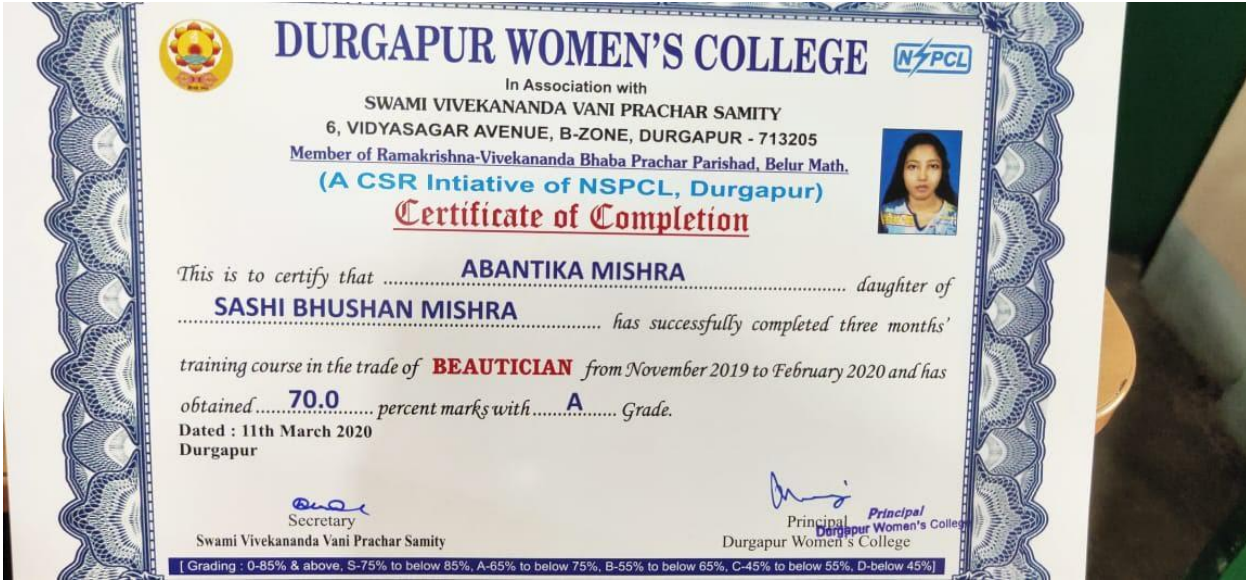 DURGAPUR WOMEN'S COLLEGE
NSPCL
In Association with
SWAMI VIVEKANANDA VANI PRACHAR SAMITY
6, VIDYASAGAR AVENUE, B-ZONE, DURGAPUR - 713205
Member of Ramakrishna-Vivekananda Bhaba Prachar Parishad, Belur Math.
(A CSR Intiative of NSPCL, Durgapur)
Certificate of Completion
This is to certify that ABANTIKA MISHRA daughter of
SASHI BHUSHAN MISHRA has successfully completed three months'
training course in the trade of BEAUTICIAN from November 2019 to February 2020 and has
obtained 70.0 percent marks with A Grade.
Dated : 11th March 2020
Durgapur
Secretary
Swami Vivekananda Vani Prachar Samity
Principal
Durgapur Women's College
Principal
Durgapur Women's College
[ Grading : 0-85% & above, S-75% to below 85%, A-65% to below 75%, B-55% to below 65%, C-45% to below 55%, D-below 45%]